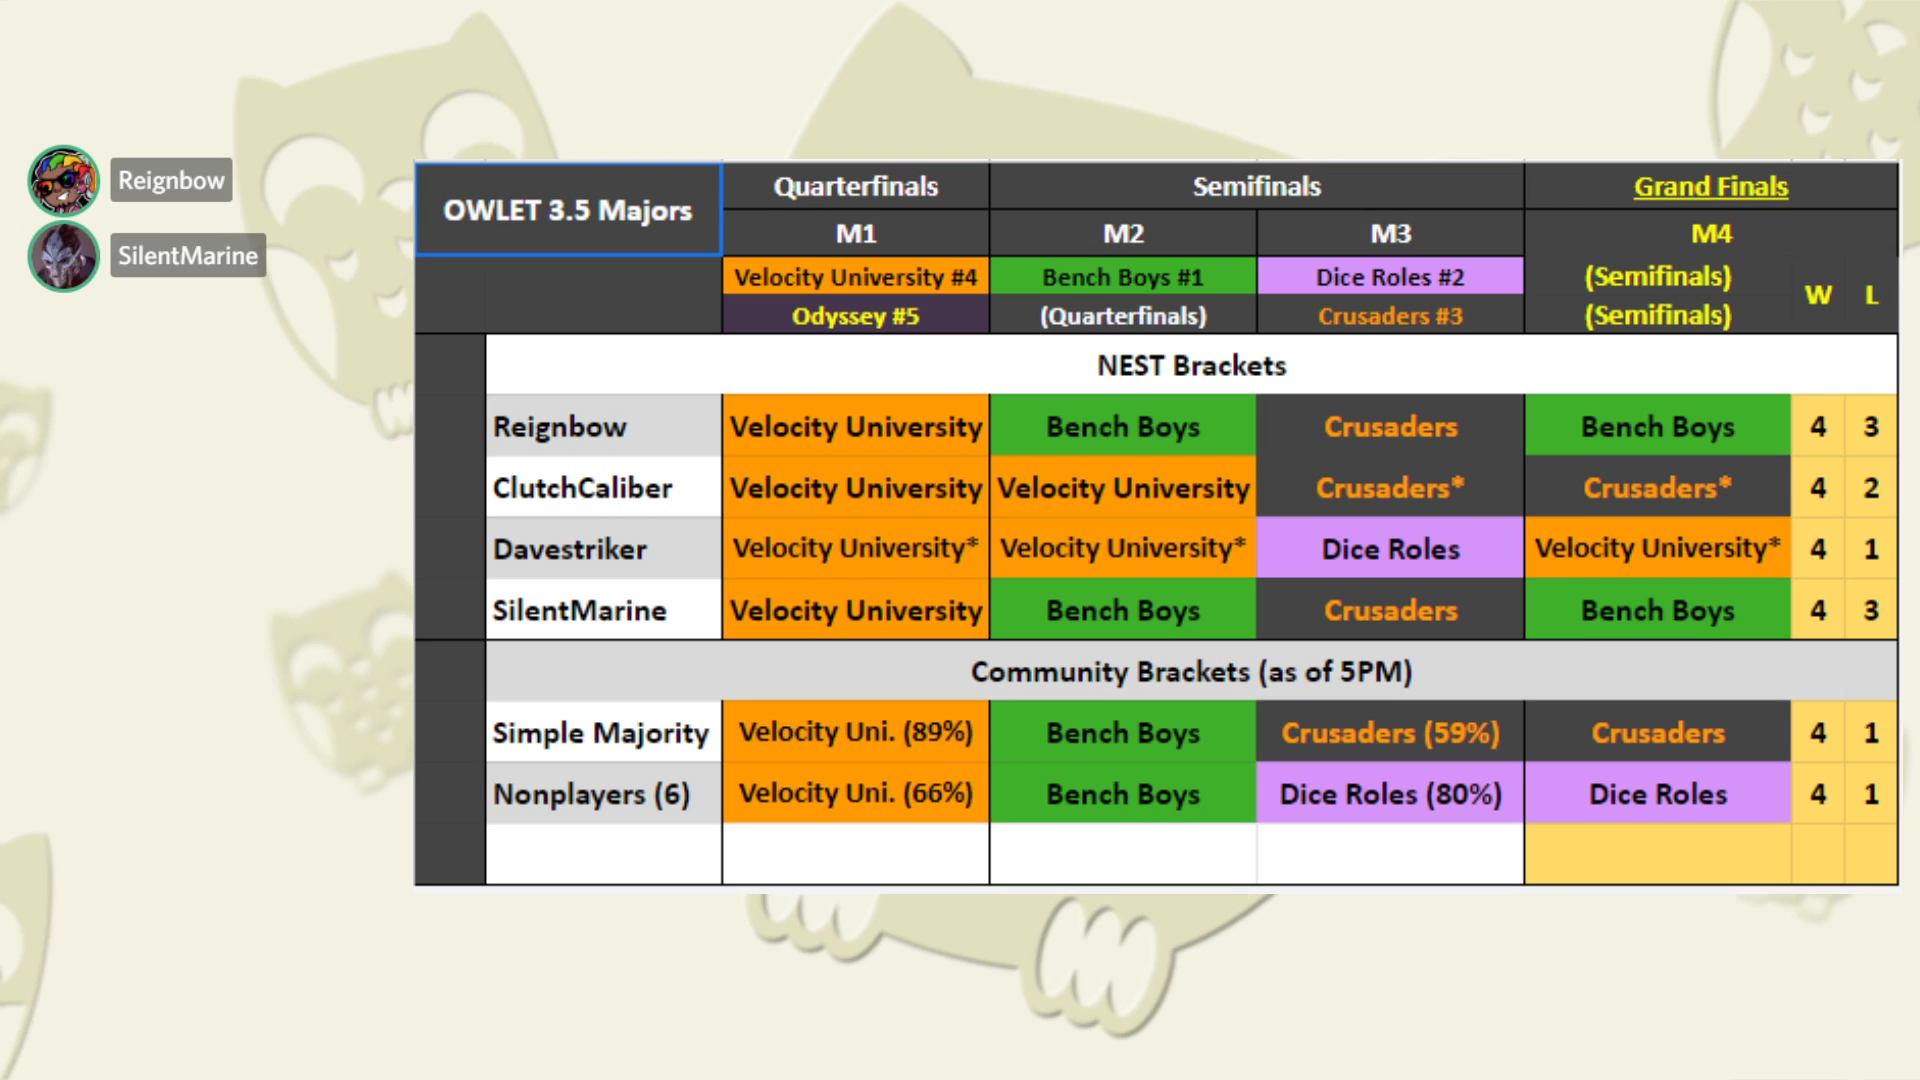 Reignbow
SilentMarine
OWLET 3.5 Majors
Quarterfinals Semifinals Grand Finals
M1 M2 M3 M4
Velocity University #4 Bench Boys #1 Dice Roles #2 (Semifinals) W L
Odyssey #5 (Quarterfinals) Crusaders #3 (Semifinals)
NEST Brackets
Reignbow Velocity University Bench Boys Crusaders Bench Boys 4 3
ClutchCaliber Velocity University Velocity University Crusaders* Crusaders* 4 2
Davestriker Velocity University* Velocity University* Dice Roles Velocity University* 4 1
SilentMarine Velocity University Bench Boys Crusaders Bench Boys 4 3
Community Brackets (as of 5PM)
Simple Majority Velocity Uni. (89%) Bench Boys Crusaders (59%) Crusaders 4 1
Nonplayers (6) Velocity Uni. (66%) Bench Boys Dice Roles (80%) Dice Roles 4 1